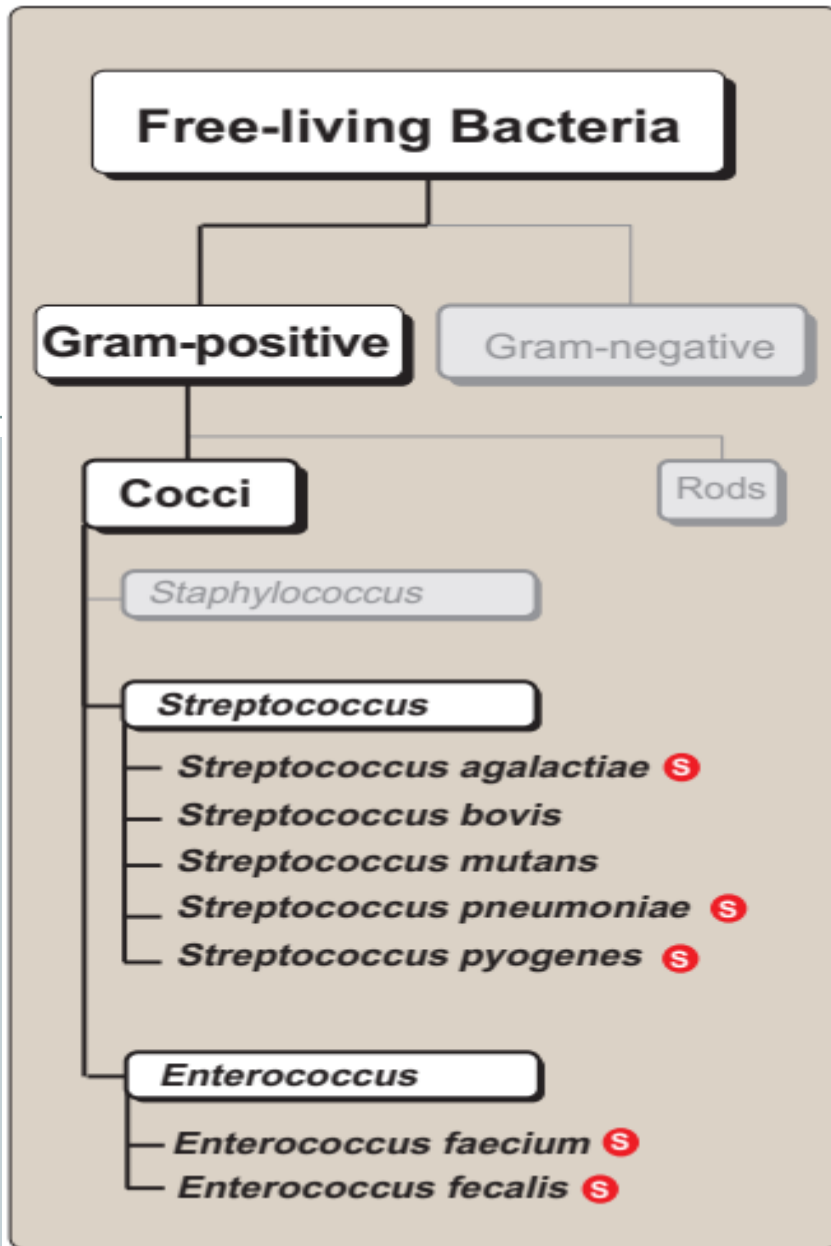 Free-living Bacteria
Gram-positive
Gram-negative
Cocci
Rods
Staphylococcus
Streptococcus
Streptococcus agalactiae S
Streptococcus bovis
Streptococcus mutans
Streptococcus pneumoniae S
Streptococcus pyogenes S
Enterococcus
Enterococcus faecium S
Enterococcus fecalis S